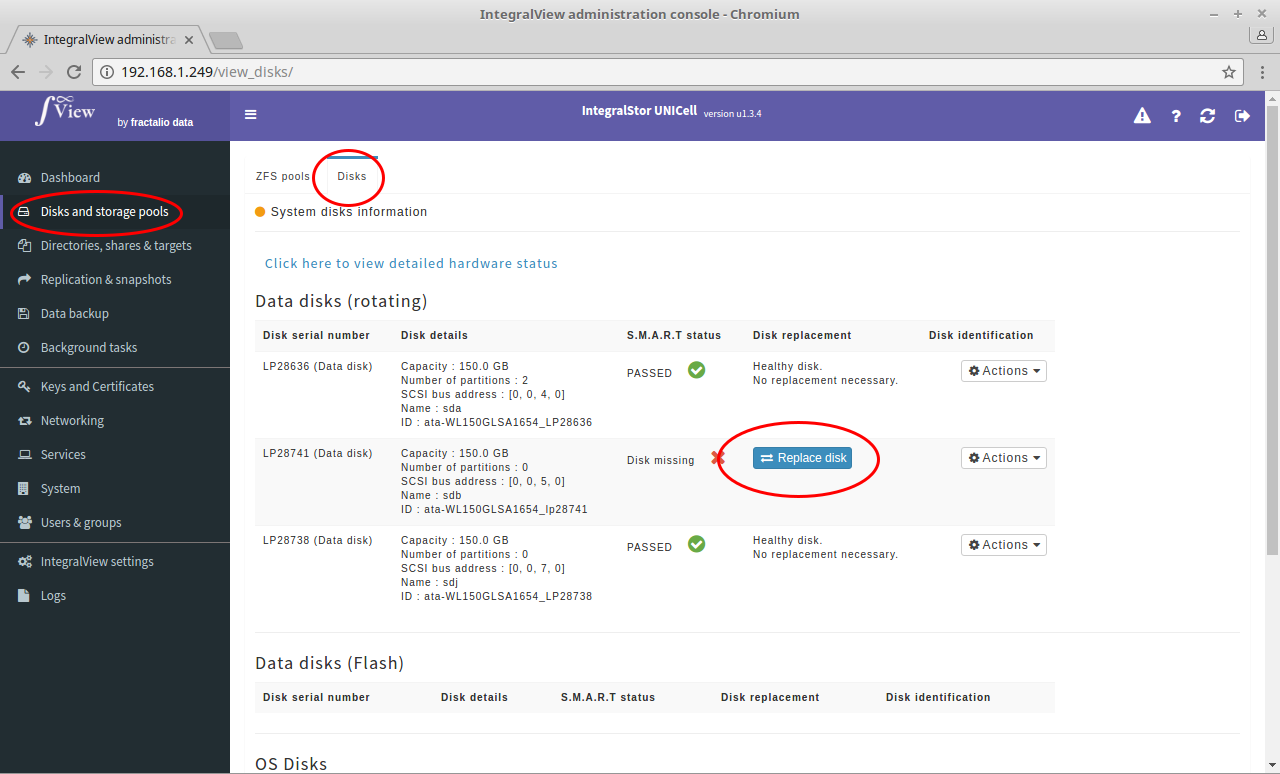 IntegralView administration console - Chromium
IntegralView administra
192.168.1.249/view_disks/
∫∞ View
by fractalio data
IntegralStor UNICell version u1.3.4
?
Dashboard
Disks and storage pools
Directories, shares & targets
Replication & snapshots
Data backup
Background tasks
Keys and Certificates
Networking
Services
System
Users & groups
IntegralView settings
Logs
ZFS pools
Disks
System disks information
Click here to view detailed hardware status
Data disks (rotating)
Disk serial number Disk details S.M.A.R.T status Disk replacement Disk identification
LP28636 (Data disk)
Capacity : 150.0 GB
Number of partitions : 2
SCSI bus address : [0, 0, 4, 0]
Name : sda
ID : ata-WL150GLSA1654_LP28636
PASSED
Healthy disk.
No replacement necessary.
Actions
LP28741 (Data disk)
Capacity : 150.0 GB
Number of partitions : 0
SCSI bus address : [0, 0, 5, 0]
Name : sdb
ID : ata-WL150GLSA1654_lp28741
Disk missing
Replace disk
Actions
LP28738 (Data disk)
Capacity : 150.0 GB
Number of partitions : 0
SCSI bus address : [0, 0, 7, 0]
Name : sdj
ID : ata-WL150GLSA1654_LP28738
PASSED
Healthy disk.
No replacement necessary.
Actions
Data disks (Flash)
Disk serial number Disk details S.M.A.R.T status Disk replacement Disk identification
OS Disks